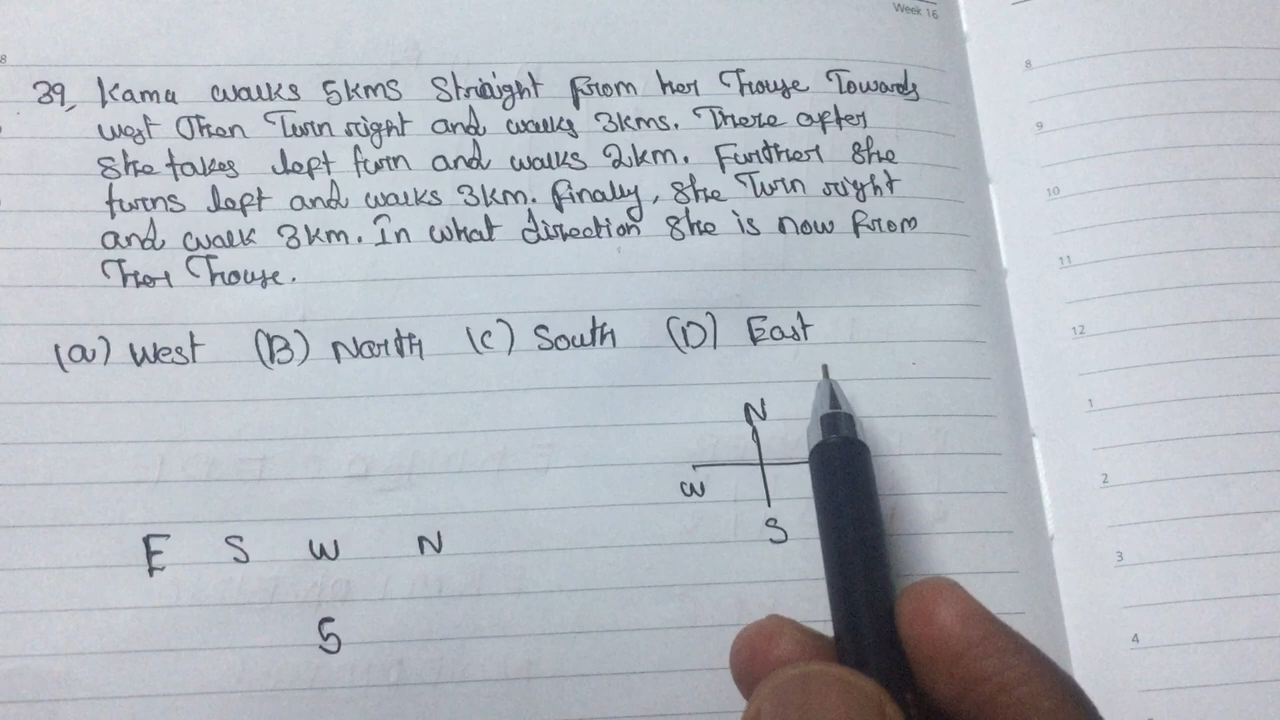 Week 16
8
39, Kama walks 5kms Straight from her House Towards
west then Turn right and walks 3kms. There after
She takes left turn and walks 2km. Further she
turns left and walks 3km. finally, she Turn right
and walk 3km. In what direction she is now from
Her House.
(a) West (B) North (C) South (D) East
N
W
S
E S W N
5
8
9
10
11
12
1
2
3
4